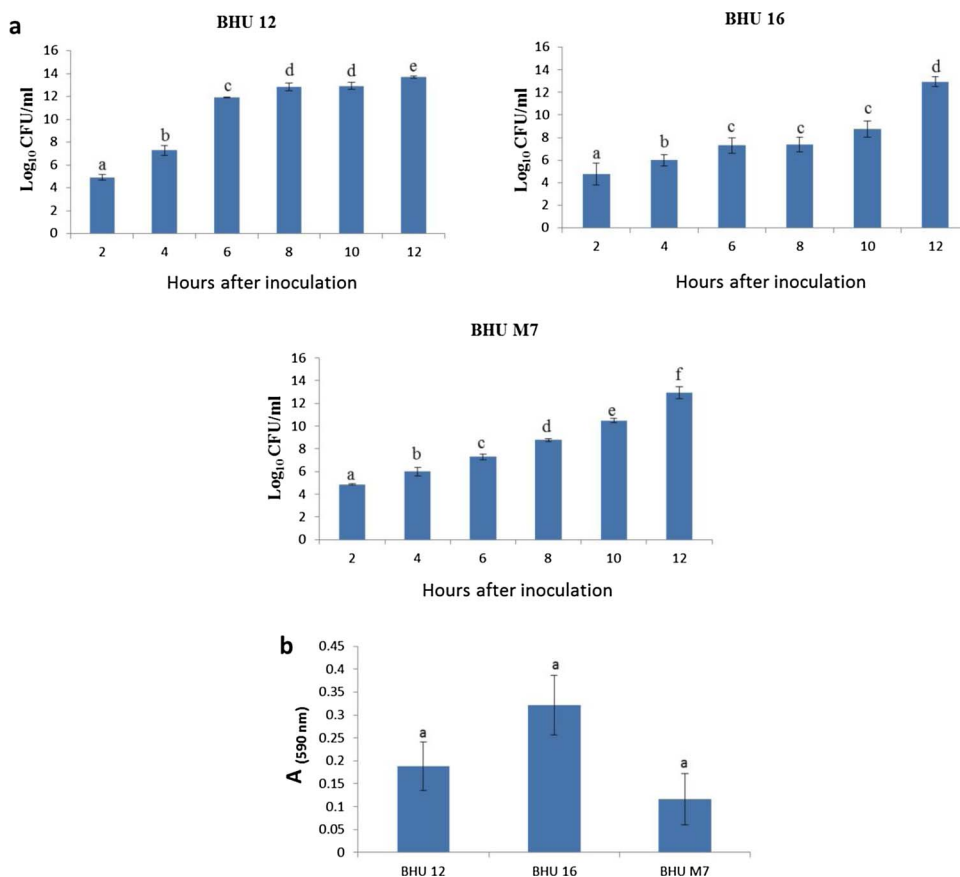 a
BHU 12
16
14
12
10
8
6
4
2
0
Log₁₀ CFU/ml
a
b
c
d
d
e
2 4 6 8 10 12
Hours after inoculation
BHU 16
16
14
12
10
8
6
4
2
0
Log₁₀ CFU/ml
a
b
c
c
c
d
2 4 6 8 10 12
Hours after inoculation
BHU M7
16
14
12
10
8
6
4
2
0
Log₁₀ CFU/ml
a
b
c
d
e
f
2 4 6 8 10 12
Hours after inoculation
b
0.45
0.4
0.35
0.3
0.25
0.2
0.15
0.1
0.05
0
A (590 nm)
a
a
a
BHU 12 BHU 16 BHU M7